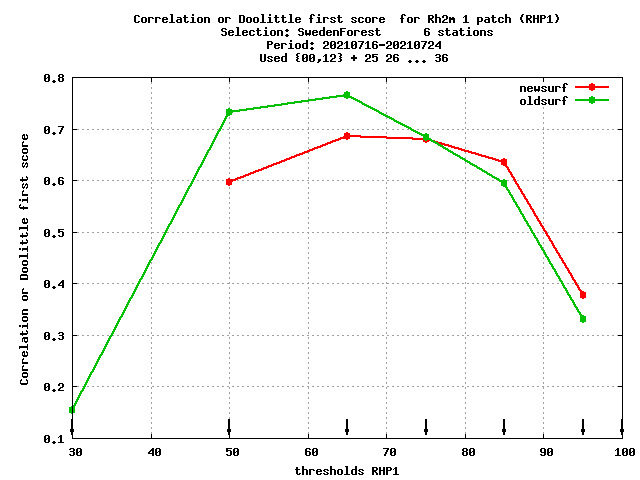 Correlation or Doolittle first score  for Rh2m 1 patch (RHP1)
Selection: SwedenForest      6 stations
Period: 20210716-20210724
Used {00,12} + 25 26 ... 36
newsurf
oldsurf
Correlation or Doolittle first score
0.8
0.7
0.6
0.5
0.4
0.3
0.2
0.1
30 40 50 60 70 80 90 100
thresholds RHP1